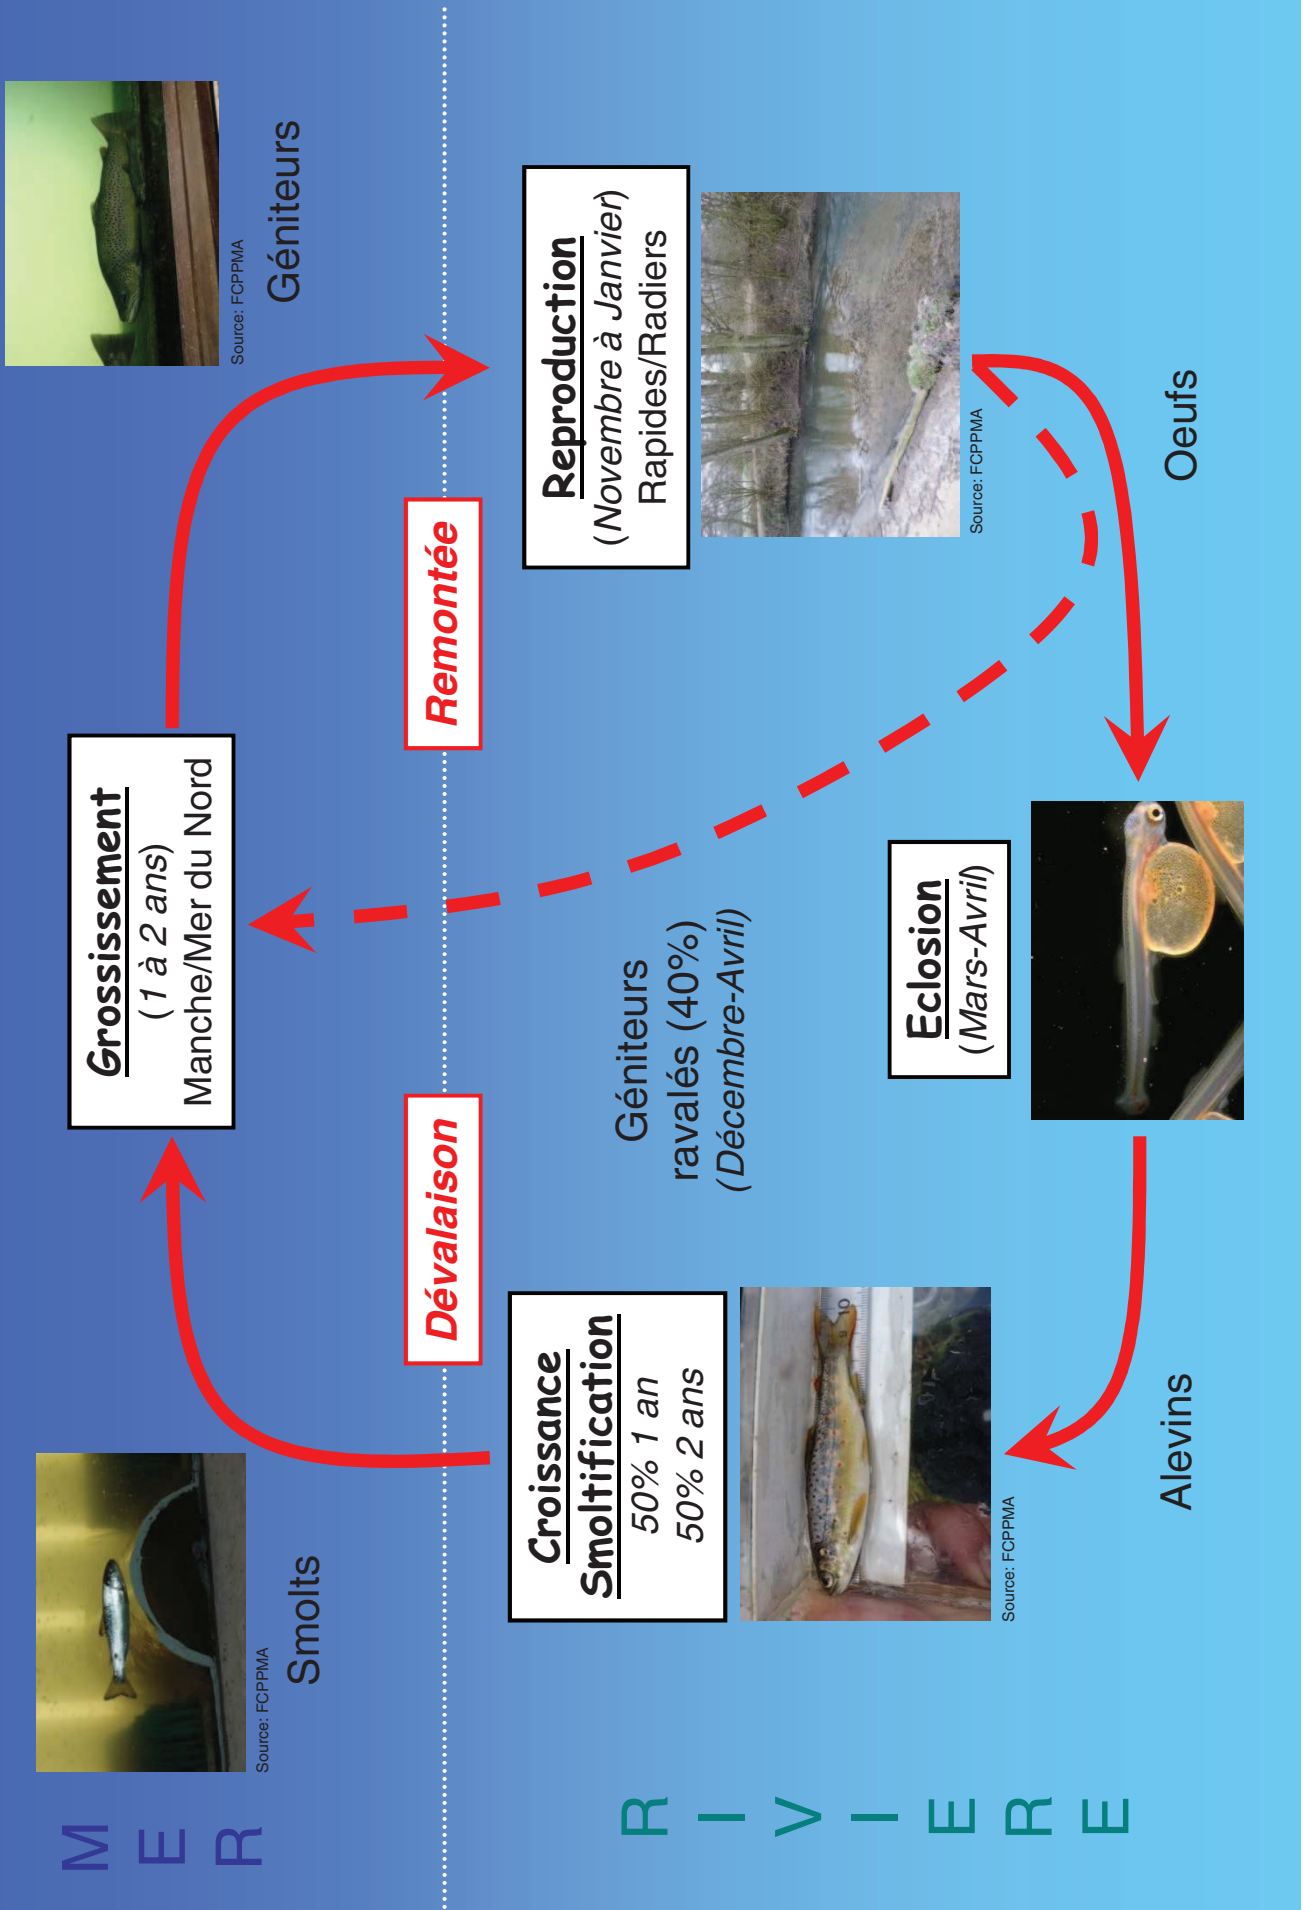 MER
Source: FCPPMA
Smolts
Grossissement
(1 à 2 ans)
Manche/Mer du Nord
Source: FCPPMA
Géniteurs
Dévalaison
Remontée
RIVIERE
Croissance
Smoltification
50% 1 an
50% 2 ans
Source: FCPPMA
Géniteurs
ravalés (40%)
(Décembre-Avril)
Reproduction
(Novembre à Janvier)
Rapides/Radiers
Source: FCPPMA
Eclosion
(Mars-Avril)
Alevins
Oeufs